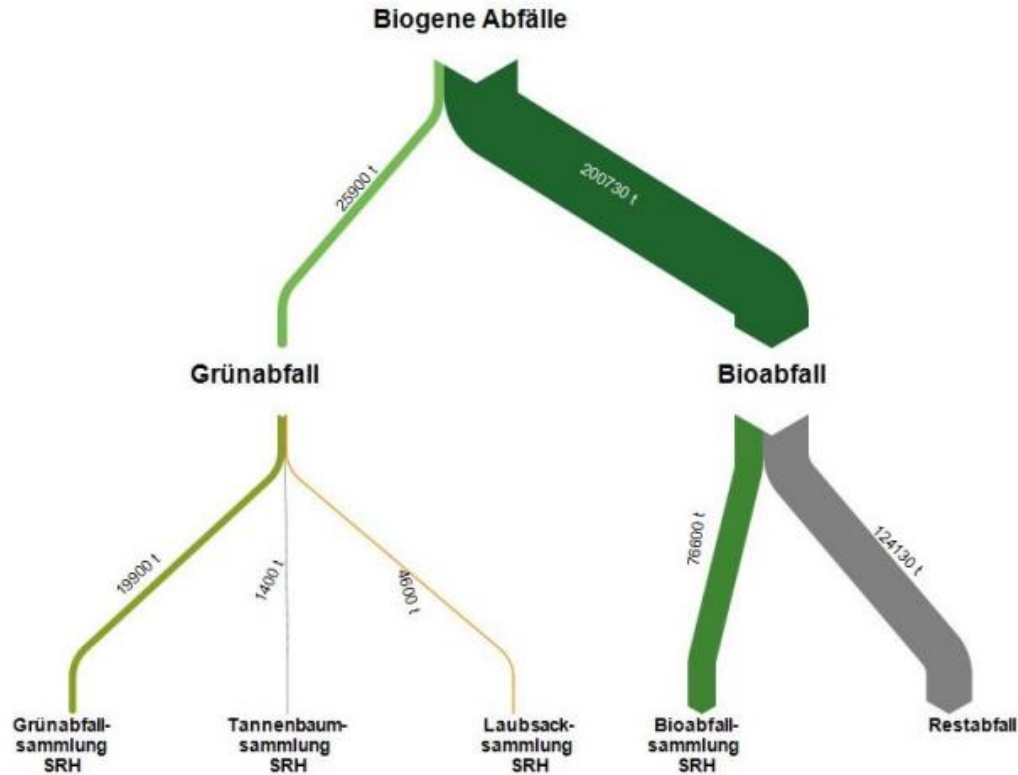 Biogene Abfälle
25900 t
200730 t
Grünabfall
Bioabfall
19900 t
1400 t
4600 t
76600 t
124130 t
Grünabfall-
sammlung
SRH
Tannenbaum-
sammlung
SRH
Laubsack-
sammlung
SRH
Bioabfall-
sammlung
SRH
Restabfall